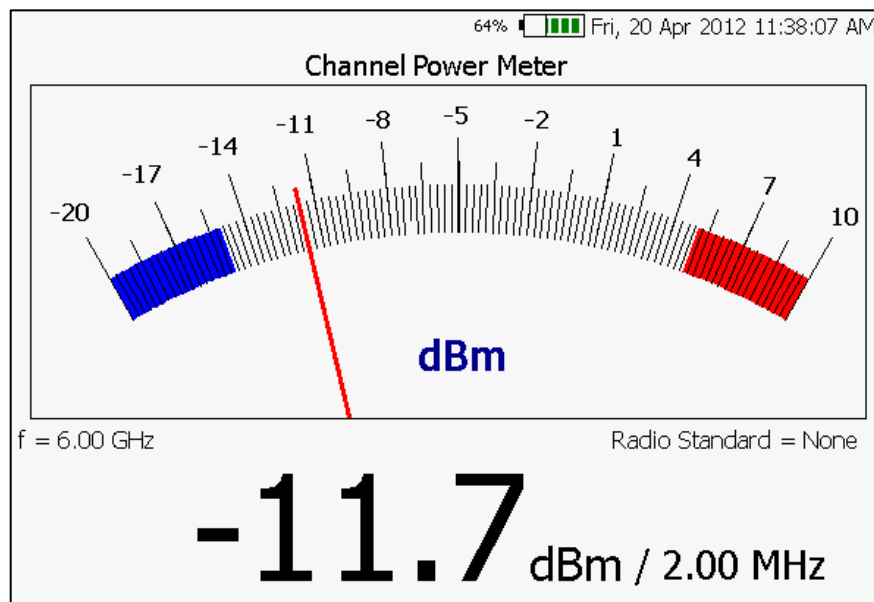 64% Fri, 20 Apr 2012 11:38:07 AM
Channel Power Meter
-20 -17 -14 -11 -8 -5 -2 1 4 7 10
dBm
f = 6.00 GHz Radio Standard = None
-11.7 dBm / 2.00 MHz